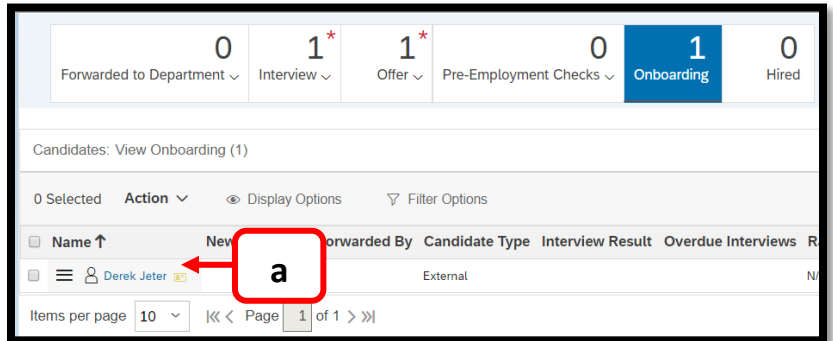 0 1* 1* 0 1 0
Forwarded to Department Interview Offer Pre-Employment Checks Onboarding Hired
Candidates: View Onboarding (1)
0 Selected Action Display Options Filter Options
Name New Candidate Type Interview Result Overdue Interviews
a
Derek Jeter External N/
Items per page 10 Page 1 of 1